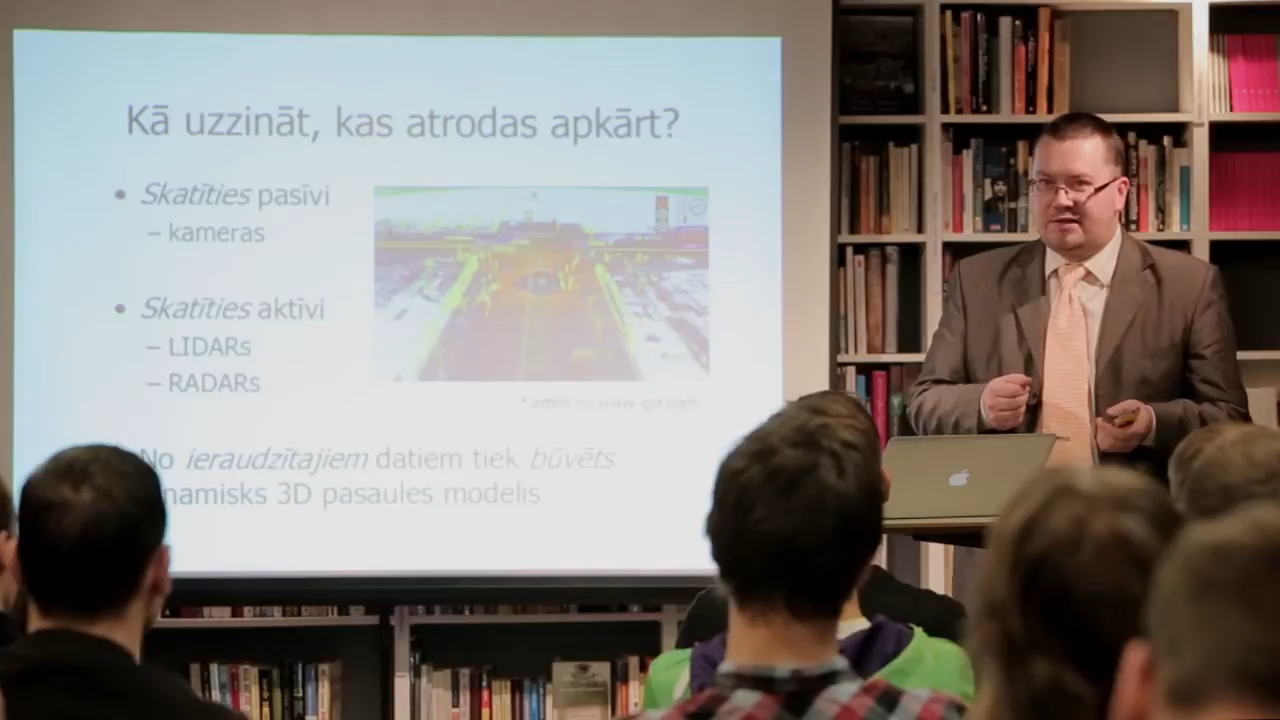 Kā uzzināt, kas atrodas apkārt?
• Skatīties pasīvi
– kameras
• Skatīties aktīvi
– LIDARs
– RADARs
No ieraudzītajiem datiem tiek būvēts
namisks 3D pasaules modelis